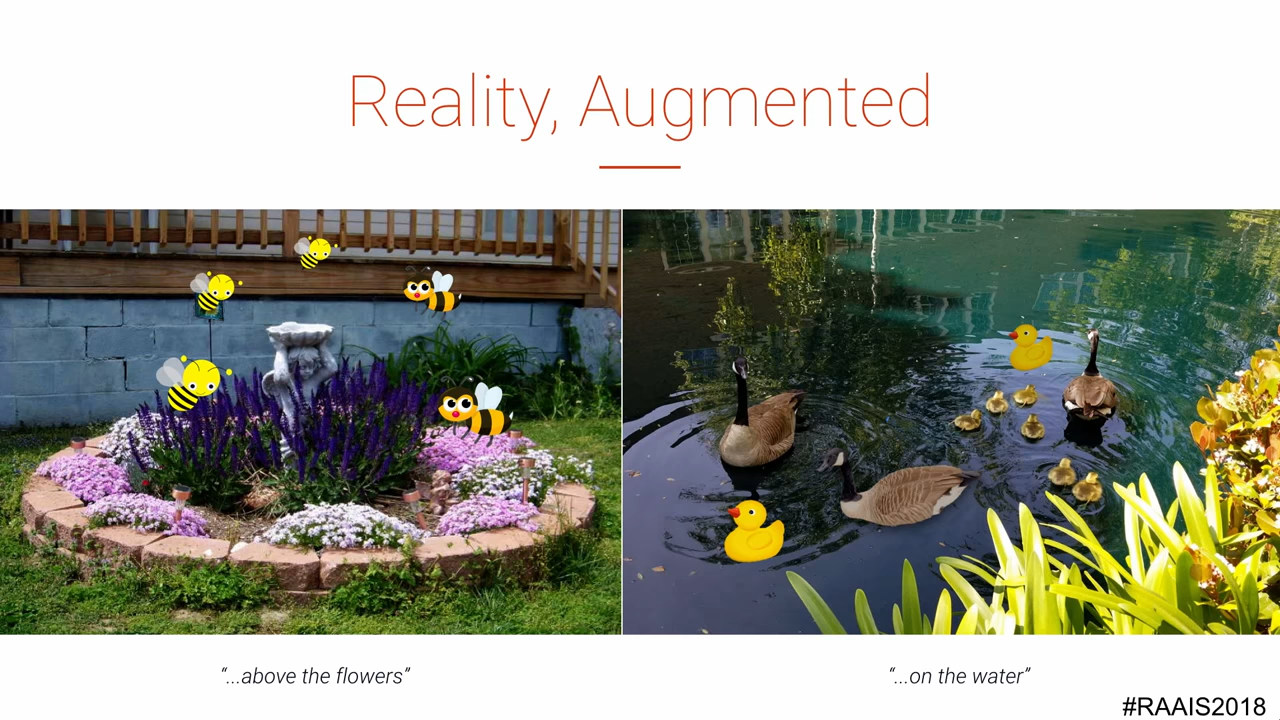 Reality, Augmented
“...above the flowers”
“...on the water”
#RAAIS2018